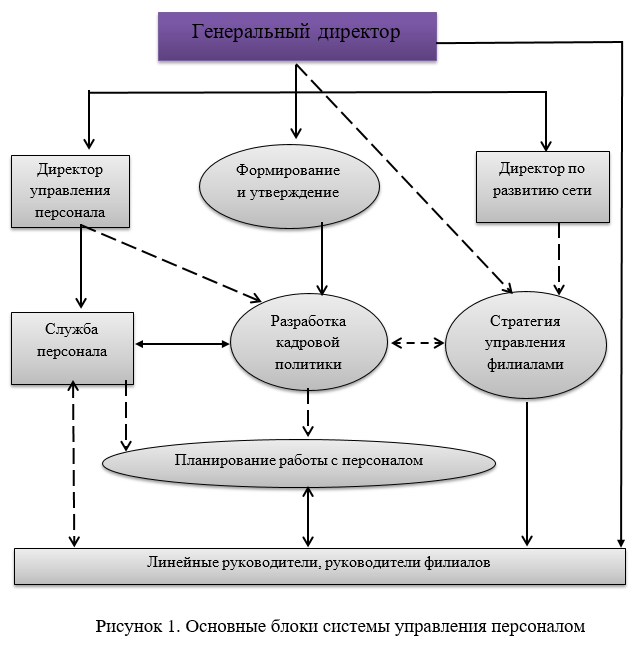 Генеральный директор
Директор
управления
персонала
Формирование
и утверждение
Директор по
развитию сети
Служба
персонала
Разработка
кадровой
политики
Стратегия
управления
филиалами
Планирование работы с персоналом
Линейные руководители, руководители филиалов
Рисунок 1. Основные блоки системы управления персоналом